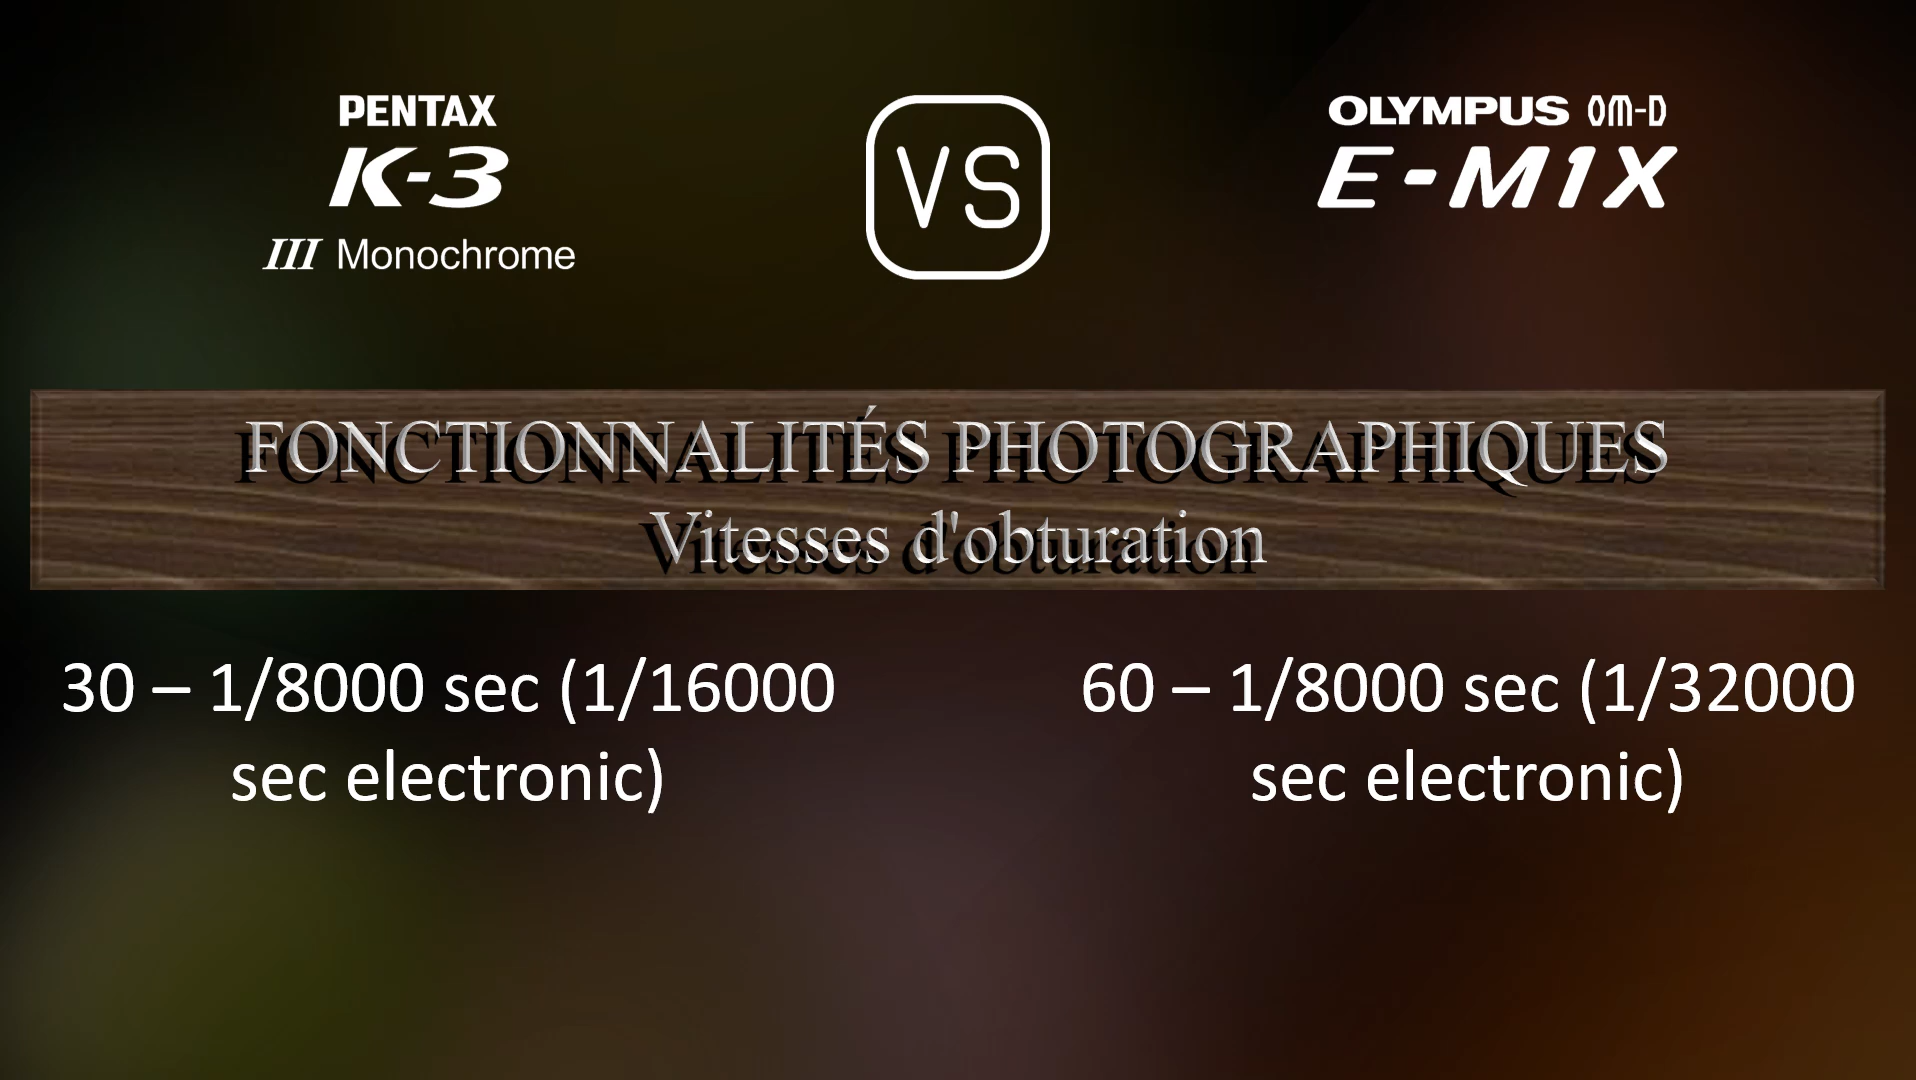 PENTAX
K-3
III Monochrome
VS
OLYMPUS OM-D
E-M1X
FONCTIONNALITÉS PHOTOGRAPHIQUES
Vitesses d'obturation
30 – 1/8000 sec (1/16000
sec electronic)
60 – 1/8000 sec (1/32000
sec electronic)